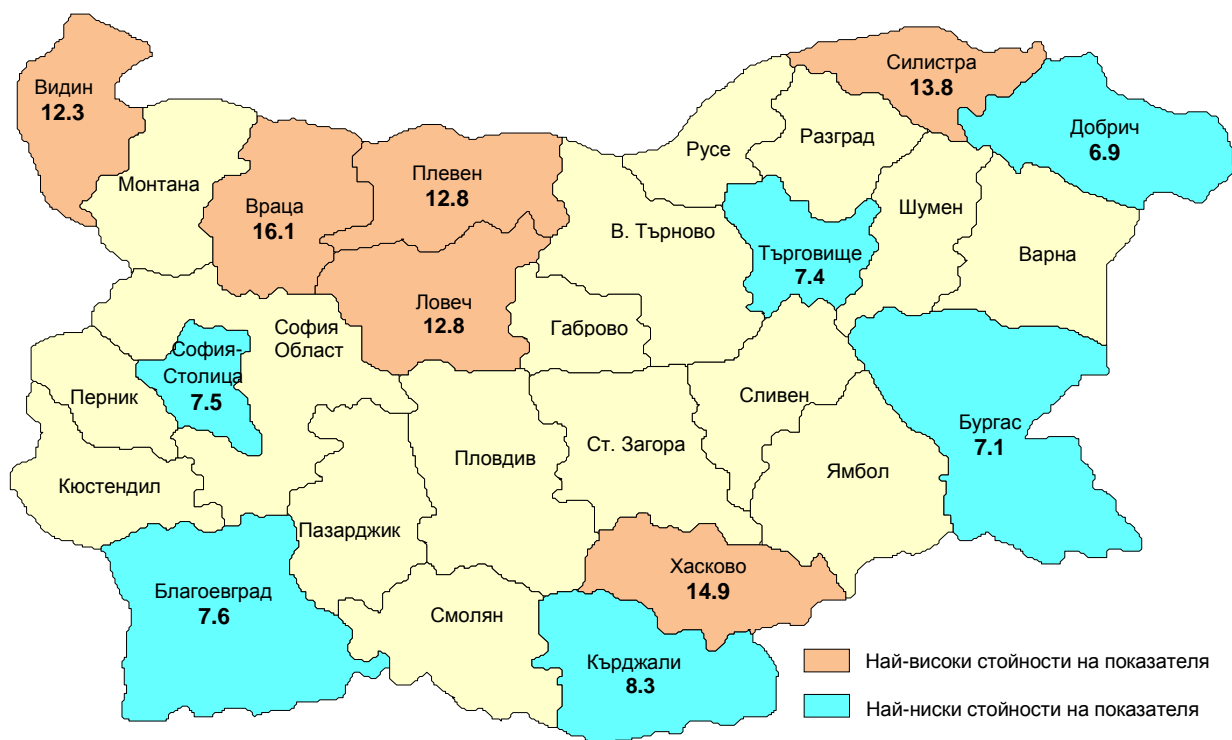 Видин
12.3
Силистра
13.8
Добрич
6.9
Русе
Разград
Монтана
Плевен
12.8
Враца
16.1
Шумен
В. Търново
Търговище
7.4
Варна
Ловеч
12.8
София
Област
Габрово
София-
Столица
7.5
Перник
Сливен
Бургас
7.1
Ст. Загора
Пловдив
Ямбол
Кюстендил
Пазарджик
Хасково
14.9
Благоевград
7.6
Смолян
Кърджали
8.3
Най-високи стойности на показателя
Най-ниски стойности на показателя